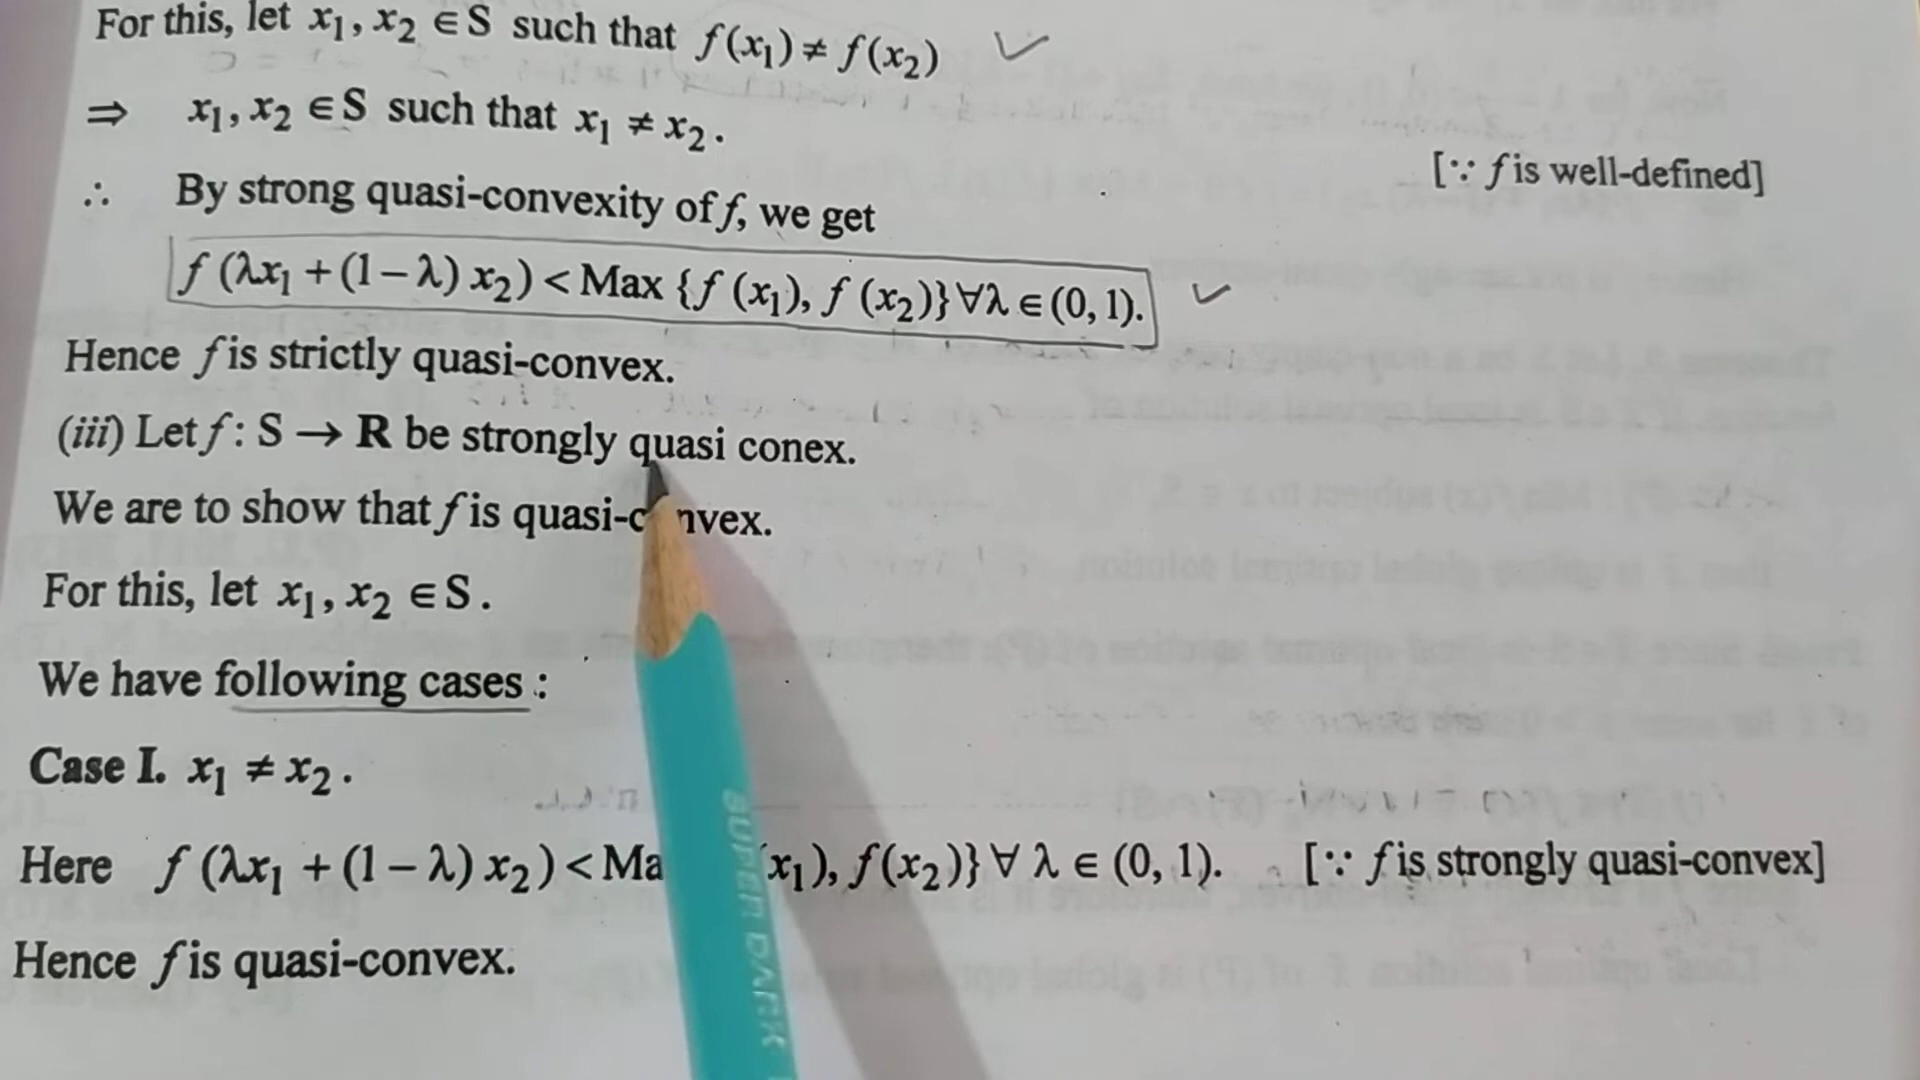 For this, let x₁, x₂ ∈ S such that f(x₁) ≠ f(x₂)
⇒ x₁, x₂ ∈ S such that x₁ ≠ x₂.
[∵ f is well-defined]
∴ By strong quasi-convexity of f, we get
f (λx₁ + (1 – λ) x₂) < Max {f (x₁), f (x₂)} ∀λ ∈ (0, 1).
Hence f is strictly quasi-convex.
(iii) Let f : S → R be strongly quasi conex.
We are to show that f is quasi-convex.
For this, let x₁, x₂ ∈ S.
We have following cases :
Case I. x₁ ≠ x₂.
Here f (λx₁ + (1 – λ) x₂) < Ma x₁), f(x₂)} ∀ λ ∈ (0, 1). [∵ f is strongly quasi-convex]
Hence f is quasi-convex.
SUPER DARK